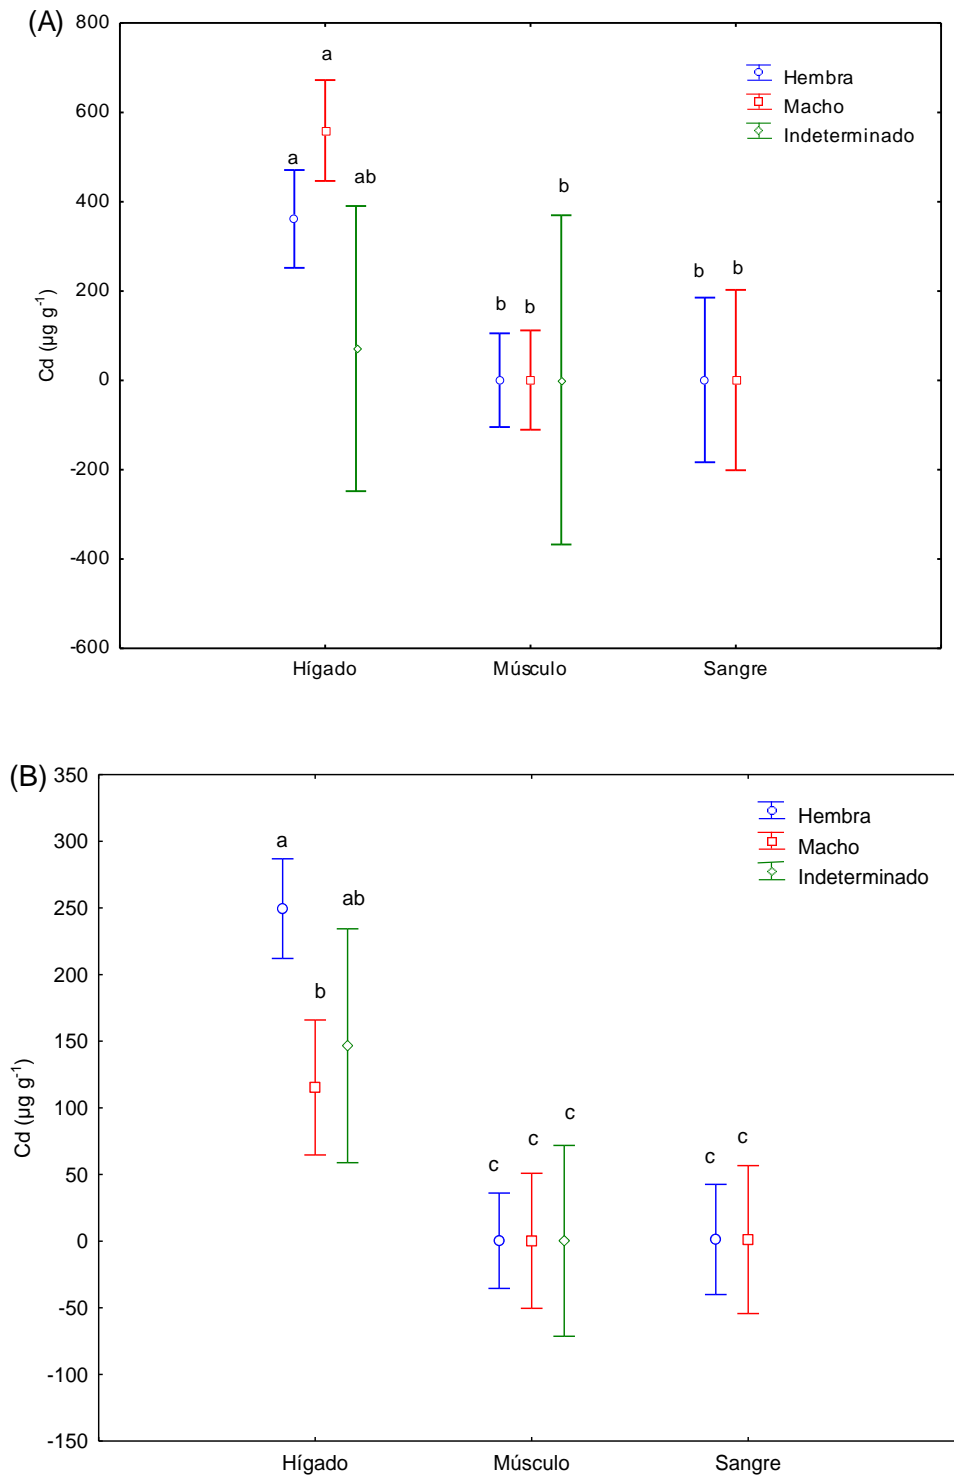 (A)
800
600
400
200
0
-200
-400
-600
Cd (µg g⁻¹)
a
a
ab
b
b
b
b
b
Hembra
Macho
Indeterminado
Hígado Músculo Sangre
(B)
350
300
250
200
150
100
50
0
-50
-100
-150
Cd (µg g⁻¹)
a
b
ab
c
c
c
c
c
Hembra
Macho
Indeterminado
Hígado Músculo Sangre